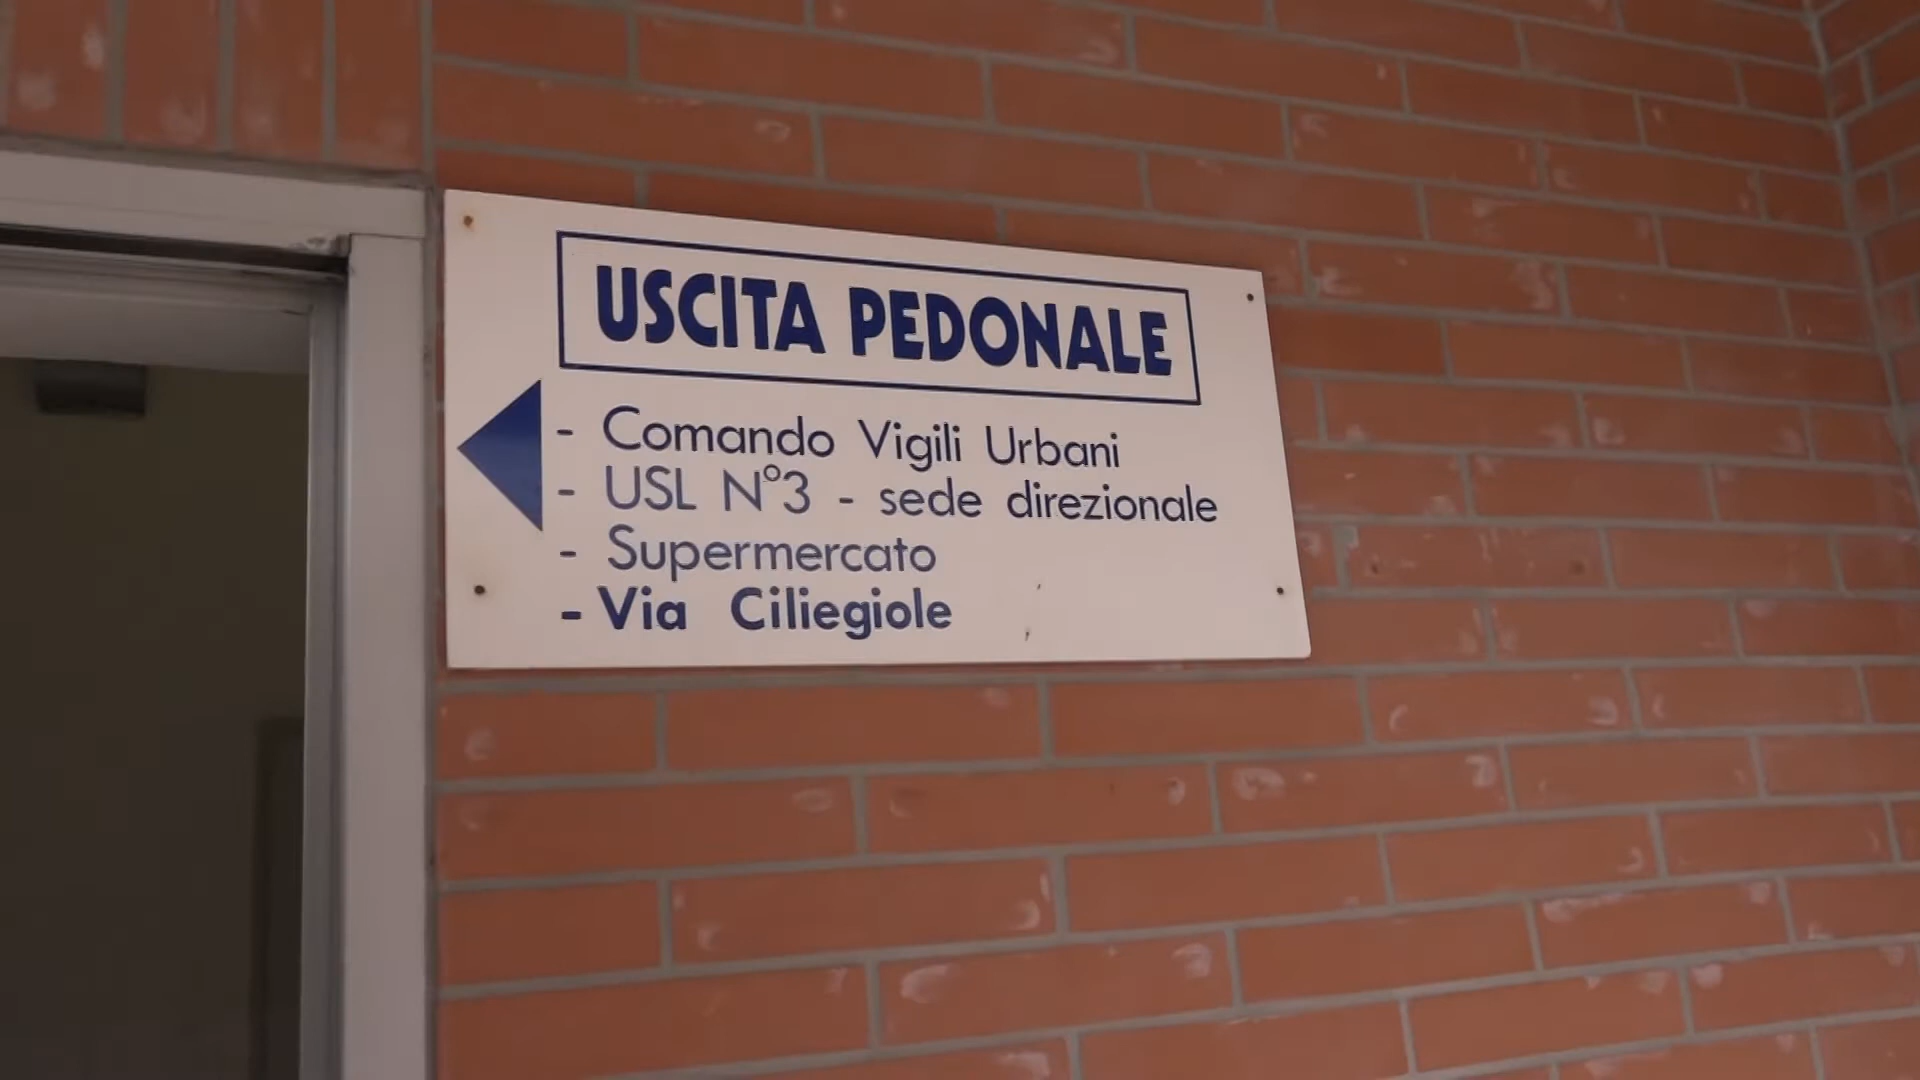 USCITA PEDONALE
- Comando Vigili Urbani
- USL N°3 - sede direzionale
- Supermercato
- Via Ciliegiole